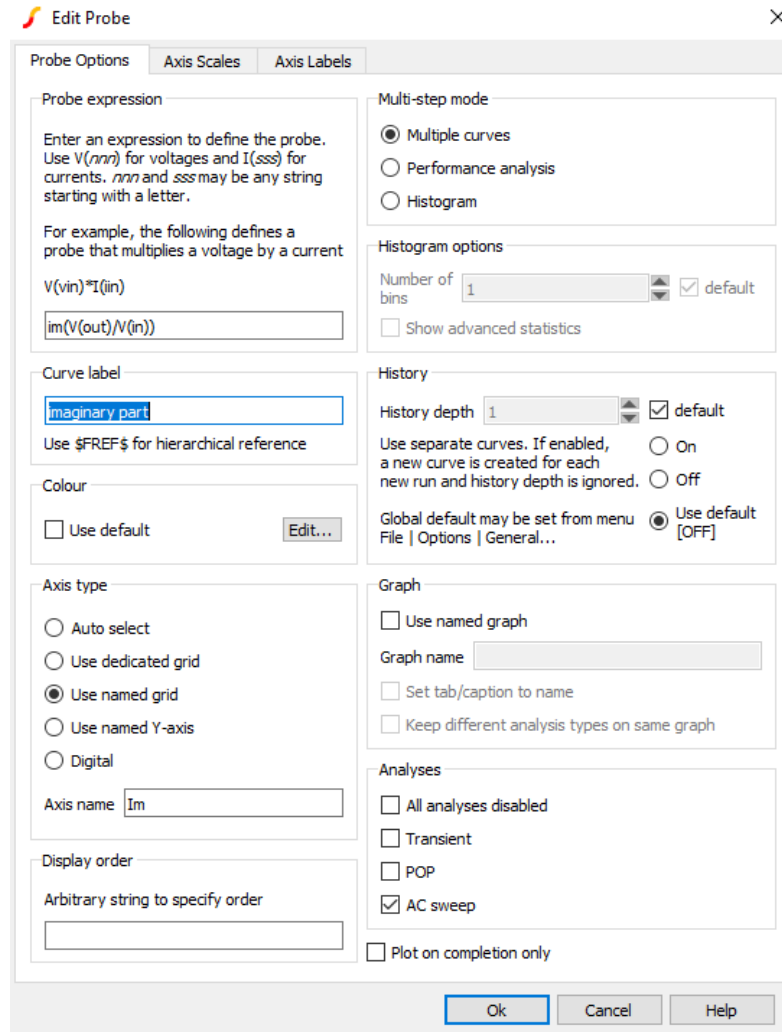 Edit Probe
Probe Options
Axis Scales
Axis Labels
Probe expression
Enter an expression to define the probe.
Use V(nnn) for voltages and I(sss) for
currents. nnn and sss may be any string
starting with a letter.
For example, the following defines a
probe that multiplies a voltage by a current
V(vin)*I(iin)
im(V(out)/V(in))
Curve label
imaginary part
Use $FREF$ for hierarchical reference
Colour
Use default
Edit...
Axis type
Auto select
Use dedicated grid
Use named grid
Use named Y-axis
Digital
Axis name
Im
Display order
Arbitrary string to specify order
Multi-step mode
Multiple curves
Performance analysis
Histogram
Histogram options
Number of
bins
1
default
Show advanced statistics
History
History depth
1
default
Use separate curves. If enabled,
a new curve is created for each
new run and history depth is ignored.
On
Off
Global default may be set from menu
File | Options | General...
Use default
[OFF]
Graph
Use named graph
Graph name
Set tab/caption to name
Keep different analysis types on same graph
Analyses
All analyses disabled
Transient
POP
AC sweep
Plot on completion only
Ok
Cancel
Help